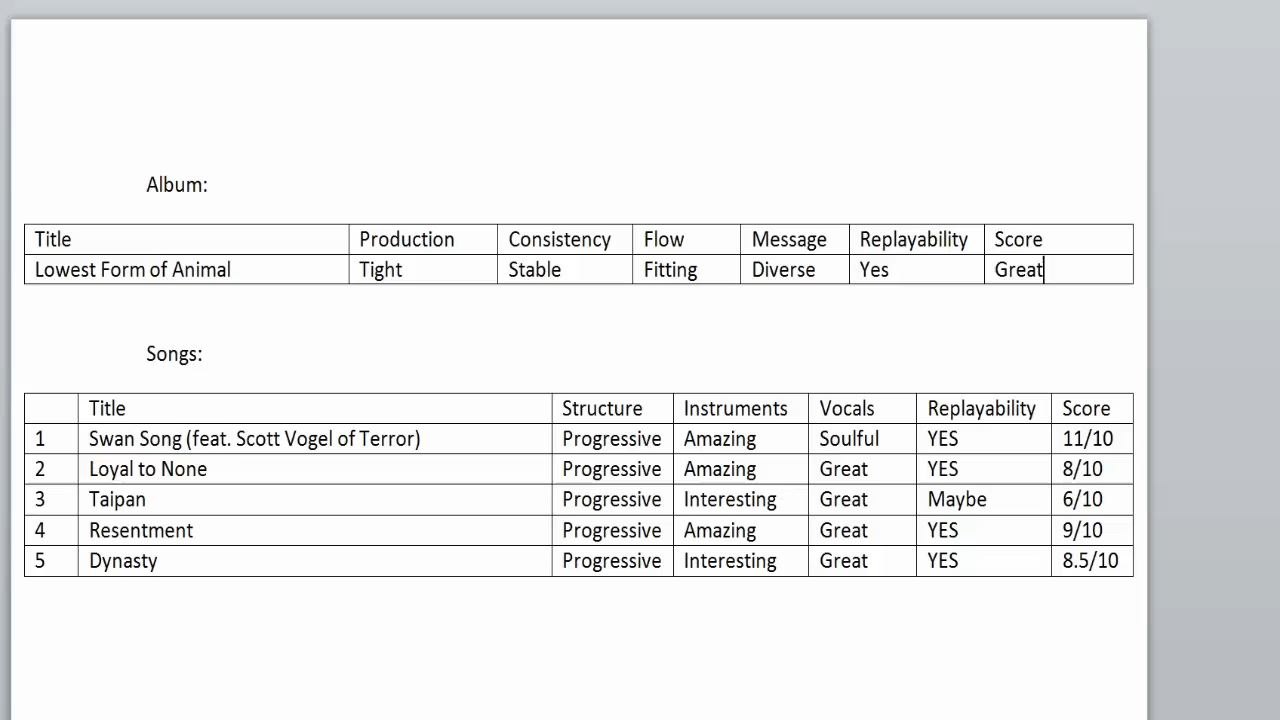 Album:
Title Production Consistency Flow Message Replayability Score
Lowest Form of Animal Tight Stable Fitting Diverse Yes Great
Songs:
Title Structure Instruments Vocals Replayability Score
1 Swan Song (feat. Scott Vogel of Terror) Progressive Amazing Soulful YES 11/10
2 Loyal to None Progressive Amazing Great YES 8/10
3 Taipan Progressive Interesting Great Maybe 6/10
4 Resentment Progressive Amazing Great YES 9/10
5 Dynasty Progressive Interesting Great YES 8.5/10